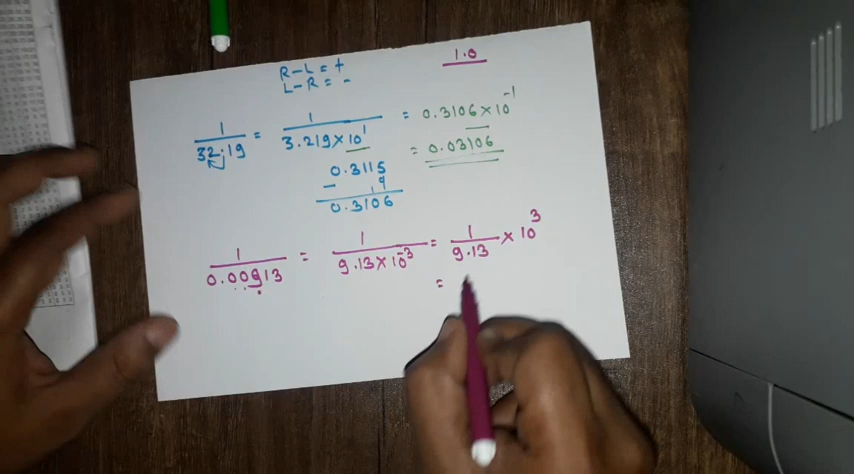 1.0
R-L = +
L-R = -
1/32.19 = 1/3.219×10^1 = 0.3106×10^-1
= 0.03106
0.3115
- 9
0.3106
1/0.00913 = 1/9.13×10^-3 = 1/9.13 × 10^3
=